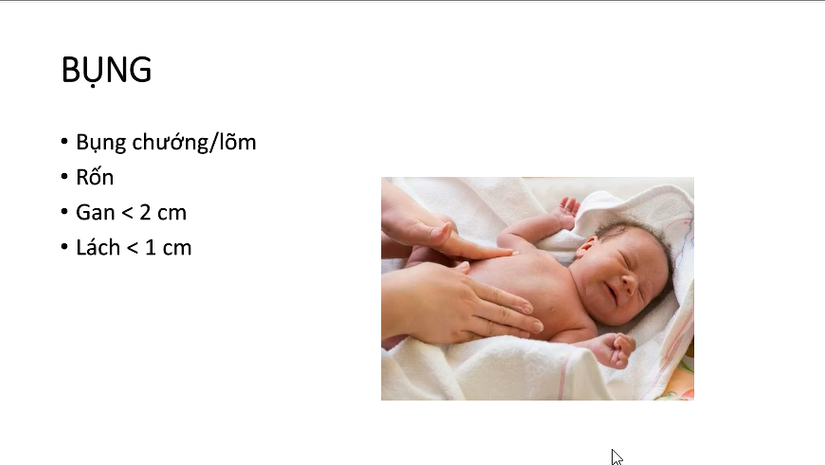 BỤNG
• Bụng chướng/lõm
• Rốn
• Gan < 2 cm
• Lách < 1 cm